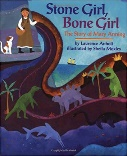 Stone Girl,
Bone Girl
The Story of Mary Anning
by Laurence Anholt
Illustrated by Sheila Moxley